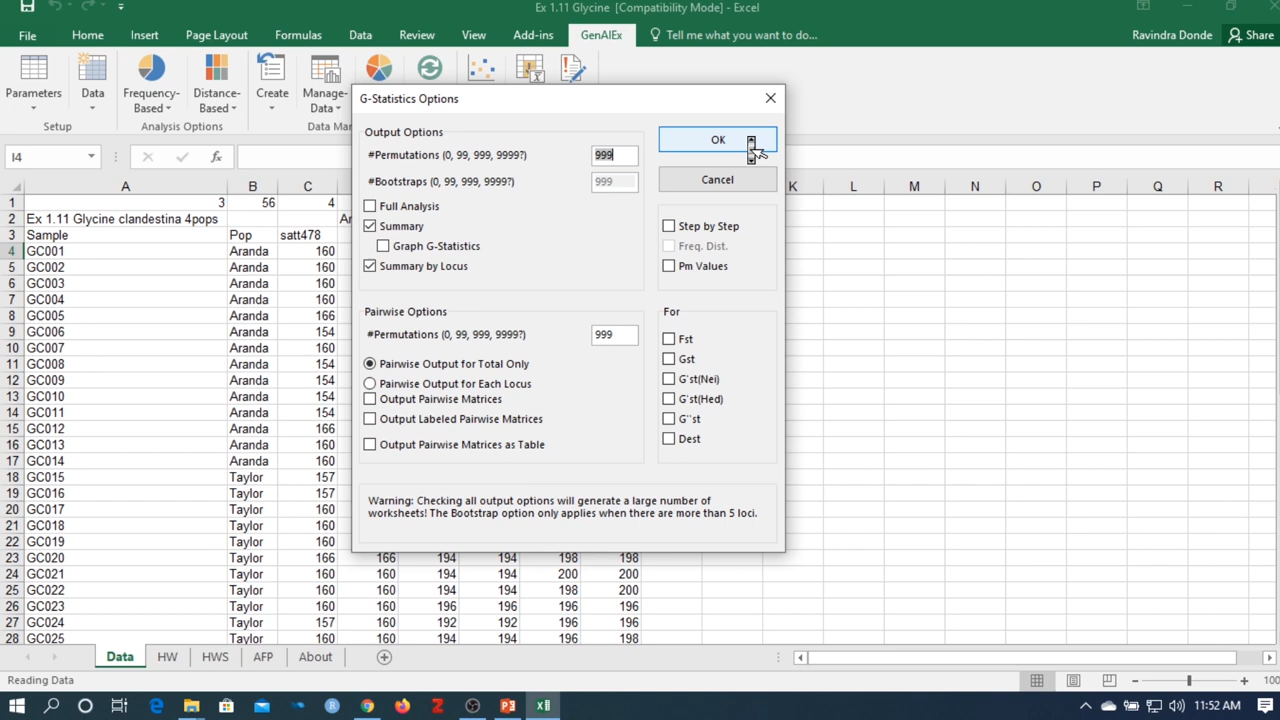 Ex 1.11 Glycine [Compatibility Mode] - Excel
File Home Insert Page Layout Formulas Data Review View Add-ins GenAlEx Tell me what you want to do... Ravindra Donde Share
Parameters Data Frequency-Based Distance-Based Create Manage-Data
Setup Analysis Options Data Ma
I4
A B C K L M N O P Q R
1 3 56 4
2 Ex 1.11 Glycine clandestina 4pops
3 Sample Pop satt478
4 GC001 Aranda 160
5 GC002 Aranda 160
6 GC003 Aranda 160
7 GC004 Aranda 160
8 GC005 Aranda 166
9 GC006 Aranda 154
10 GC007 Aranda 160
11 GC008 Aranda 154
12 GC009 Aranda 154
13 GC010 Aranda 154
14 GC011 Aranda 154
15 GC012 Aranda 166
16 GC013 Aranda 160
17 GC014 Aranda 160
18 GC015 Taylor 157
19 GC016 Taylor 157
20 GC017 Taylor 160
21 GC018 Taylor 160
22 GC019 Taylor 160
23 GC020 Taylor 166 166 194 194 198 198
24 GC021 Taylor 160 160 194 194 200 200
25 GC022 Taylor 160 160 194 194 198 200
26 GC023 Taylor 160 160 196 196 196 196
27 GC024 Taylor 157 160 192 192 196 196
28 GC025 Taylor 160 160 194 194 196 198
G-Statistics Options
Output Options
#Permutations (0, 99, 999, 9999?) 999
#Bootstraps (0, 99, 999, 9999?) 999
Full Analysis
Summary
Graph G-Statistics
Summary by Locus
OK
Cancel
Step by Step
Freq. Dist.
Pm Values
Pairwise Options
#Permutations (0, 99, 999, 9999?) 999
Pairwise Output for Total Only
Pairwise Output for Each Locus
Output Pairwise Matrices
Output Labeled Pairwise Matrices
Output Pairwise Matrices as Table
For
Fst
Gst
G'st(Nei)
G'st(Hed)
G''st
Dest
Warning: Checking all output options will generate a large number of
worksheets! The Bootstrap option only applies when there are more than 5 loci.
Data HW HWS AFP About
Reading Data 100
11:52 AM